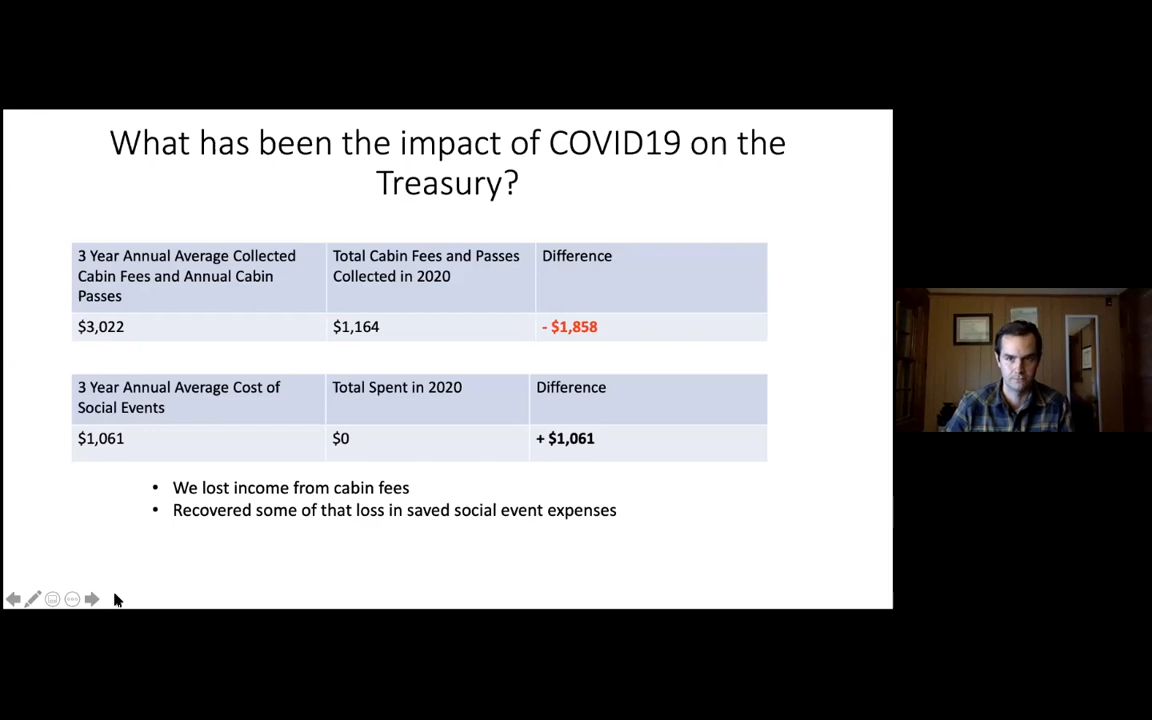 What has been the impact of COVID19 on the
Treasury?
3 Year Annual Average Collected
Cabin Fees and Annual Cabin
Passes
Total Cabin Fees and Passes
Collected in 2020
Difference
$3,022
$1,164
- $1,858
3 Year Annual Average Cost of
Social Events
Total Spent in 2020
Difference
$1,061
$0
+ $1,061
• We lost income from cabin fees
• Recovered some of that loss in saved social event expenses